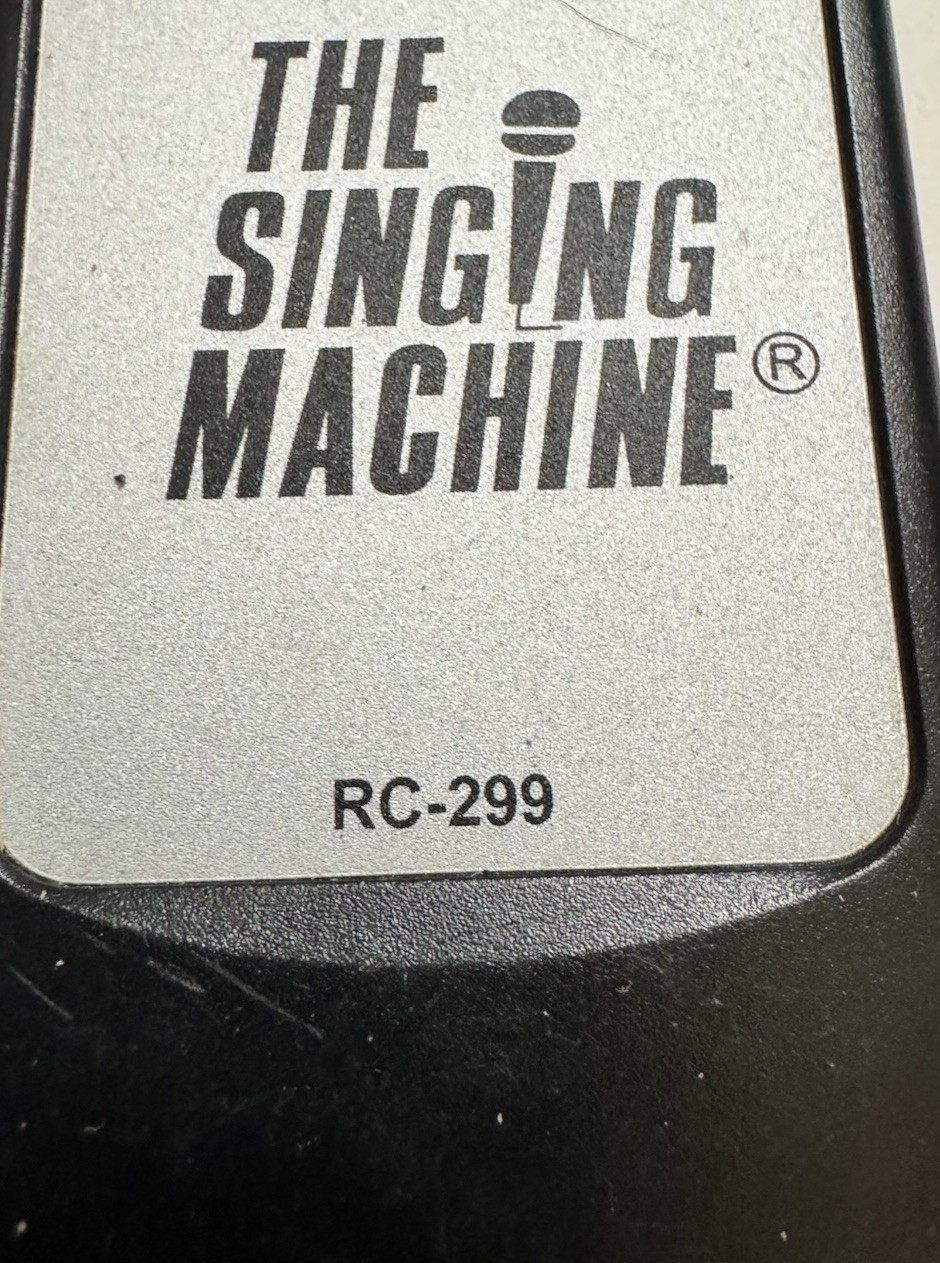 THE
SINGING
MACHINE®
RC-299